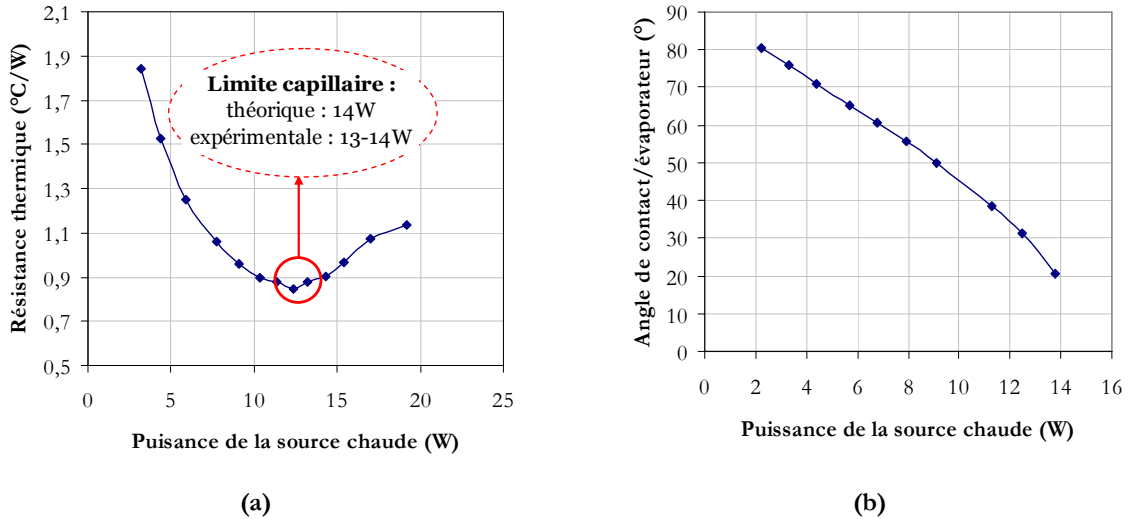 2,1
1,9
1,7
1,5
1,3
1,1
0,9
0,7
0,5
Résistance thermique (°C/W)
Limite capillaire :
théorique : 14W
expérimentale : 13-14W
0 5 10 15 20 25
Puisance de la source chaude (W)
(a)
90
80
70
60
50
40
30
20
10
0
Angle de contact/évaporateur (°)
0 2 4 6 8 10 12 14 16
Puissance de la source chaude (W)
(b)